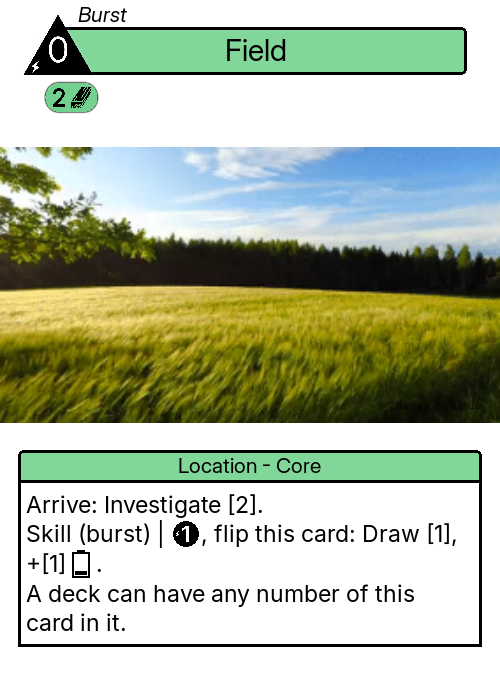 Burst
0
Field
2
Location - Core
Arrive: Investigate [2].
Skill (burst) | 1, flip this card: Draw [1],
+[1] .
A deck can have any number of this
card in it.